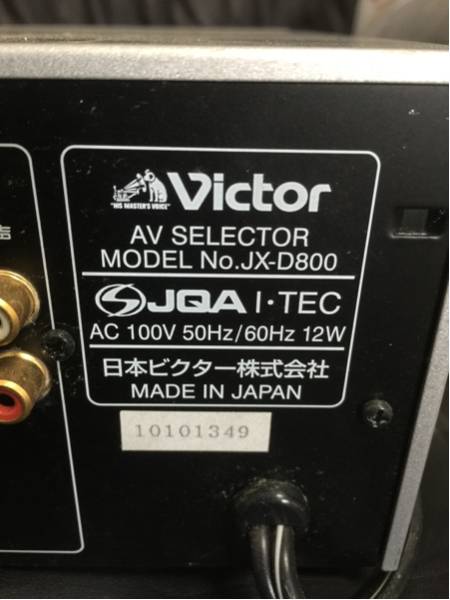 "HIS MASTER'S VOICE"
Victor
AV SELECTOR
MODEL No.JX-D800
JQA I・TEC
AC 100V 50Hz/60Hz 12W
日本ビクター株式会社
MADE IN JAPAN
10101349